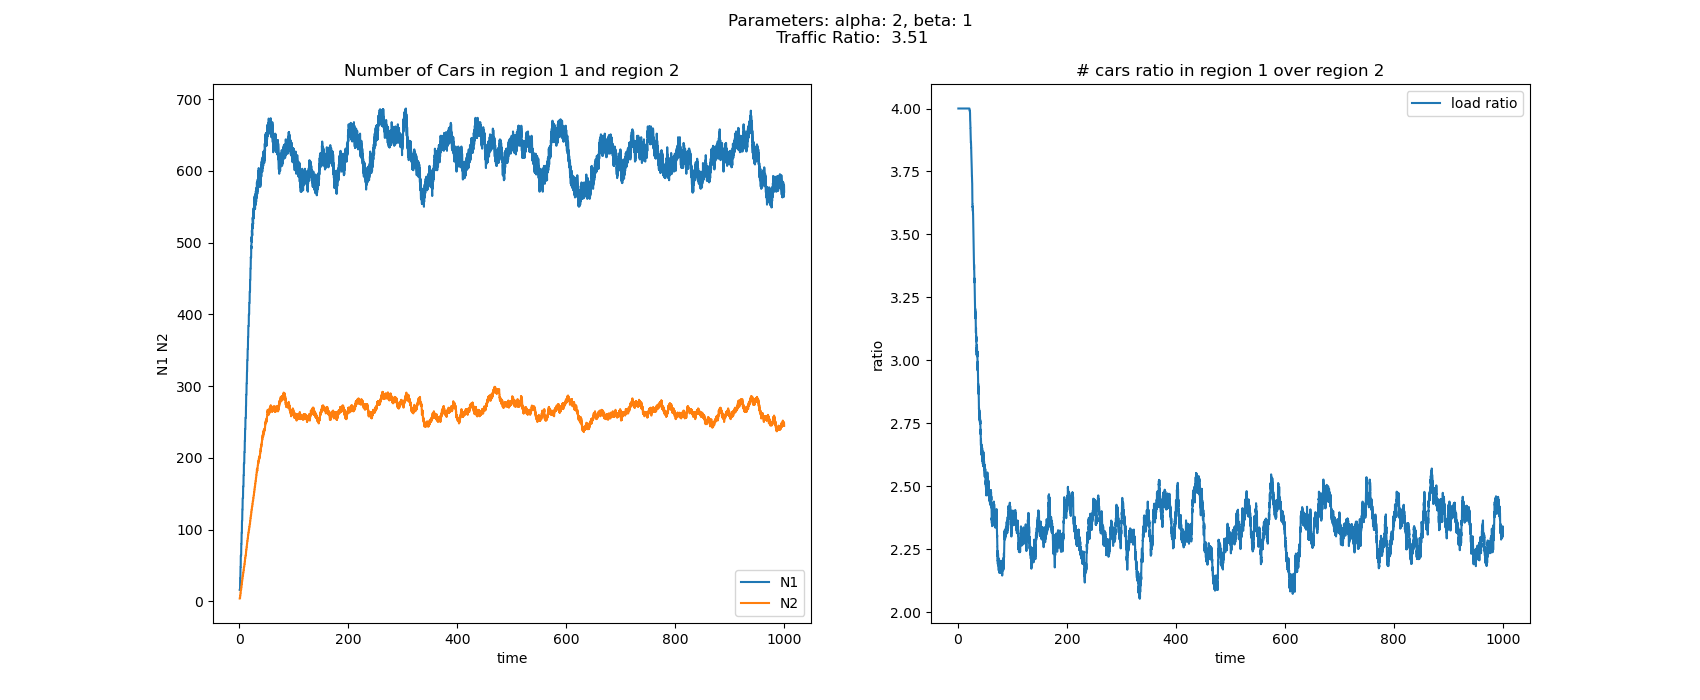 Parameters: alpha: 2, beta: 1
Traffic Ratio: 3.51
Number of Cars in region 1 and region 2
700
600
500
400
300
200
100
0
N1 N2
N1
N2
0 200 400 600 800 1000
time
# cars ratio in region 1 over region 2
load ratio
4.00
3.75
3.50
3.25
3.00
2.75
2.50
2.25
2.00
ratio
0 200 400 600 800 1000
time